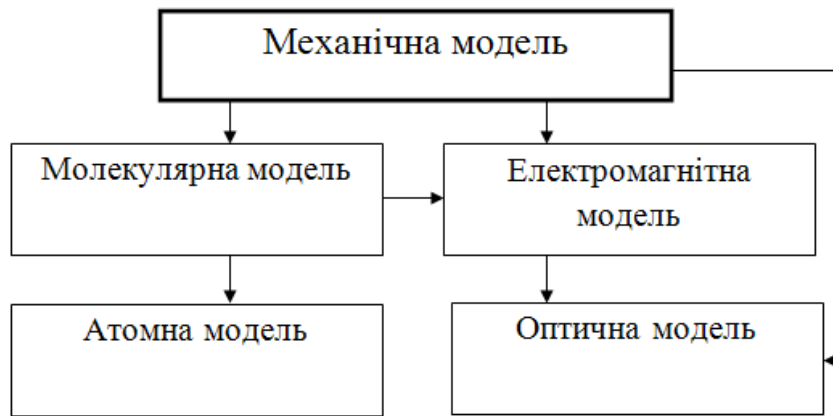 Механічна модель
Молекулярна модель
Електромагнітна
модель
Атомна модель
Оптична модель